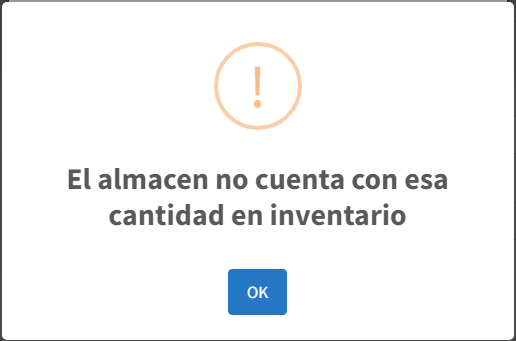 !
El almacen no cuenta con esa
cantidad en inventario
OK